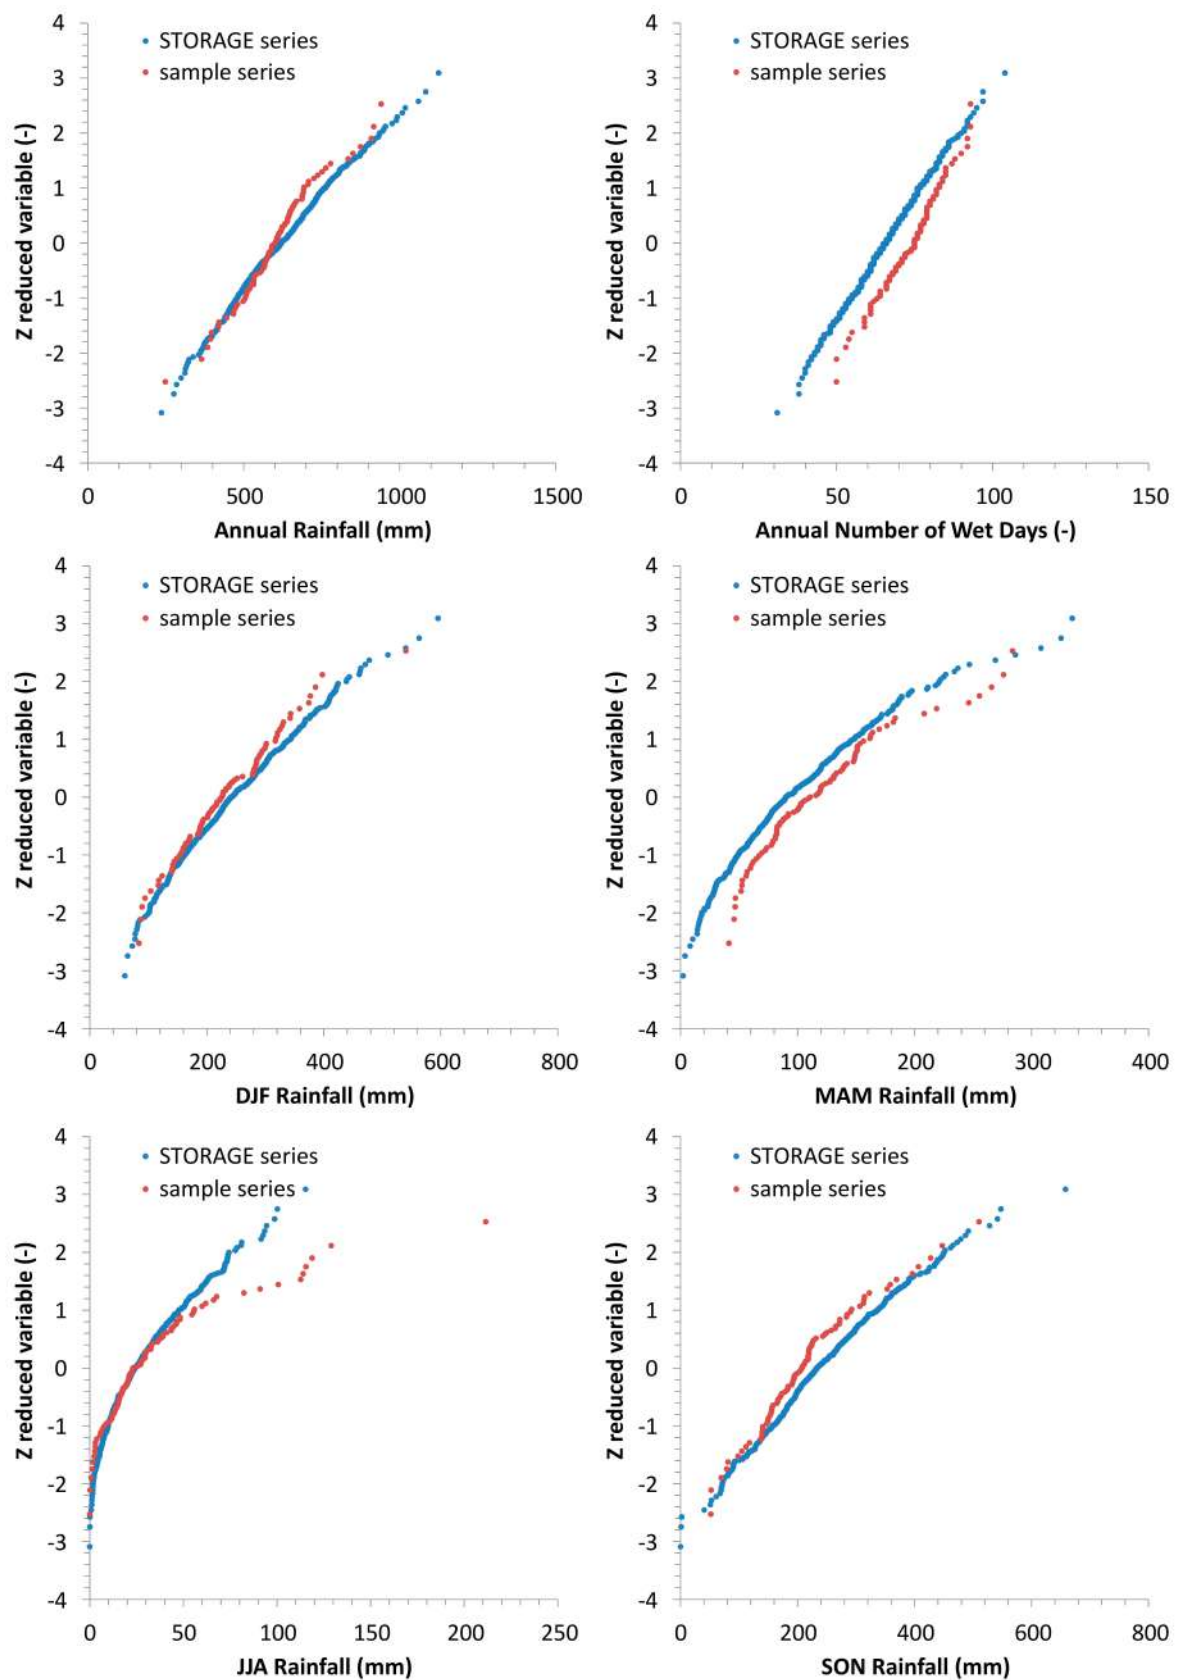 4
3
2
1
0
-1
-2
-3
-4
Z reduced variable (-)
STORAGE series
sample series
0 500 1000 1500
Annual Rainfall (mm)
4
3
2
1
0
-1
-2
-3
-4
Z reduced variable (-)
STORAGE series
sample series
0 50 100 150
Annual Number of Wet Days (-)
4
3
2
1
0
-1
-2
-3
-4
Z reduced variable (-)
STORAGE series
sample series
0 200 400 600 800
DJF Rainfall (mm)
4
3
2
1
0
-1
-2
-3
-4
Z reduced variable (-)
STORAGE series
sample series
0 100 200 300 400
MAM Rainfall (mm)
4
3
2
1
0
-1
-2
-3
-4
Z reduced variable (-)
STORAGE series
sample series
0 50 100 150 200 250
JJA Rainfall (mm)
4
3
2
1
0
-1
-2
-3
-4
Z reduced variable (-)
STORAGE series
sample series
0 200 400 600 800
SON Rainfall (mm)